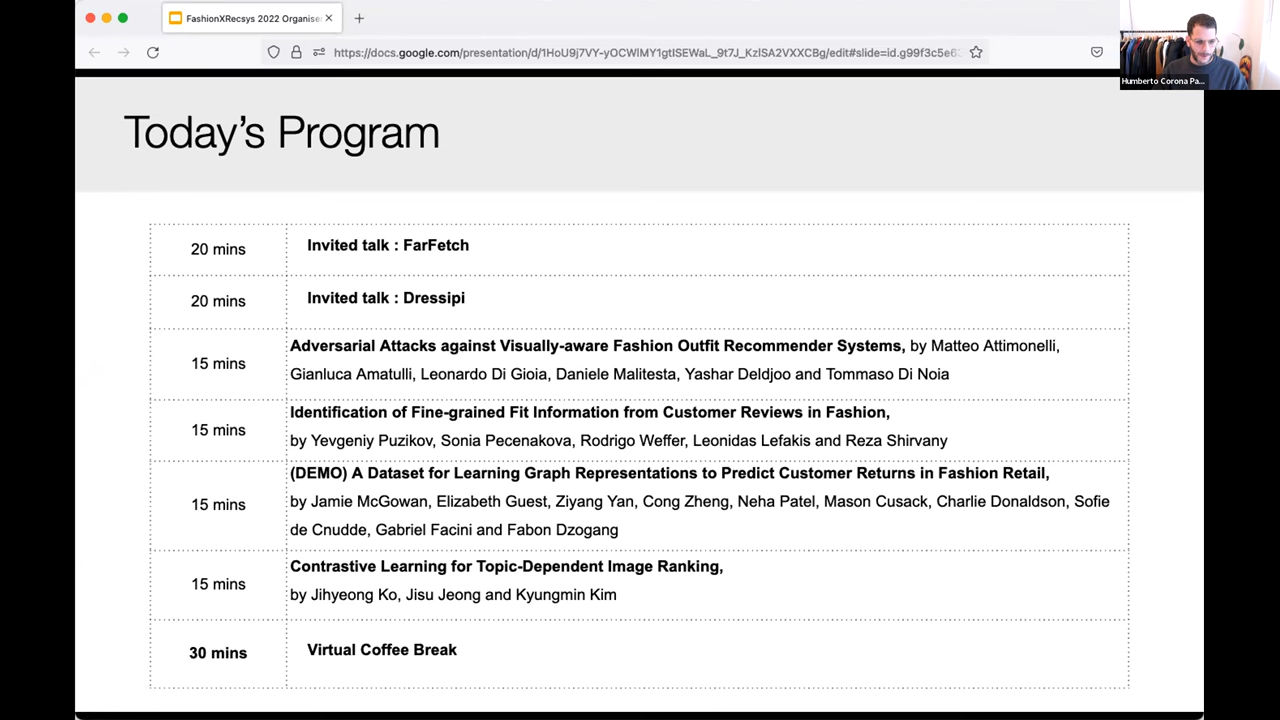 FashionXRecsys 2022 Organise
https://docs.google.com/presentation/d/1HoU9j7VY-yOCWIMY1gtISEWaL_9t7J_KzISA2VXXCBg/edit#slide=id.g99f3c5e6
Humberto Corona Pa...
Today's Program
20 mins
Invited talk : FarFetch
20 mins
Invited talk : Dressipi
15 mins
Adversarial Attacks against Visually-aware Fashion Outfit Recommender Systems, by Matteo Attimonelli,
Gianluca Amatulli, Leonardo Di Gioia, Daniele Malitesta, Yashar Deldjoo and Tommaso Di Noia
15 mins
Identification of Fine-grained Fit Information from Customer Reviews in Fashion,
by Yevgeniy Puzikov, Sonia Pecenakova, Rodrigo Weffer, Leonidas Lefakis and Reza Shirvany
15 mins
(DEMO) A Dataset for Learning Graph Representations to Predict Customer Returns in Fashion Retail,
by Jamie McGowan, Elizabeth Guest, Ziyang Yan, Cong Zheng, Neha Patel, Mason Cusack, Charlie Donaldson, Sofie
de Cnudde, Gabriel Facini and Fabon Dzogang
15 mins
Contrastive Learning for Topic-Dependent Image Ranking,
by Jihyeong Ko, Jisu Jeong and Kyungmin Kim
30 mins
Virtual Coffee Break